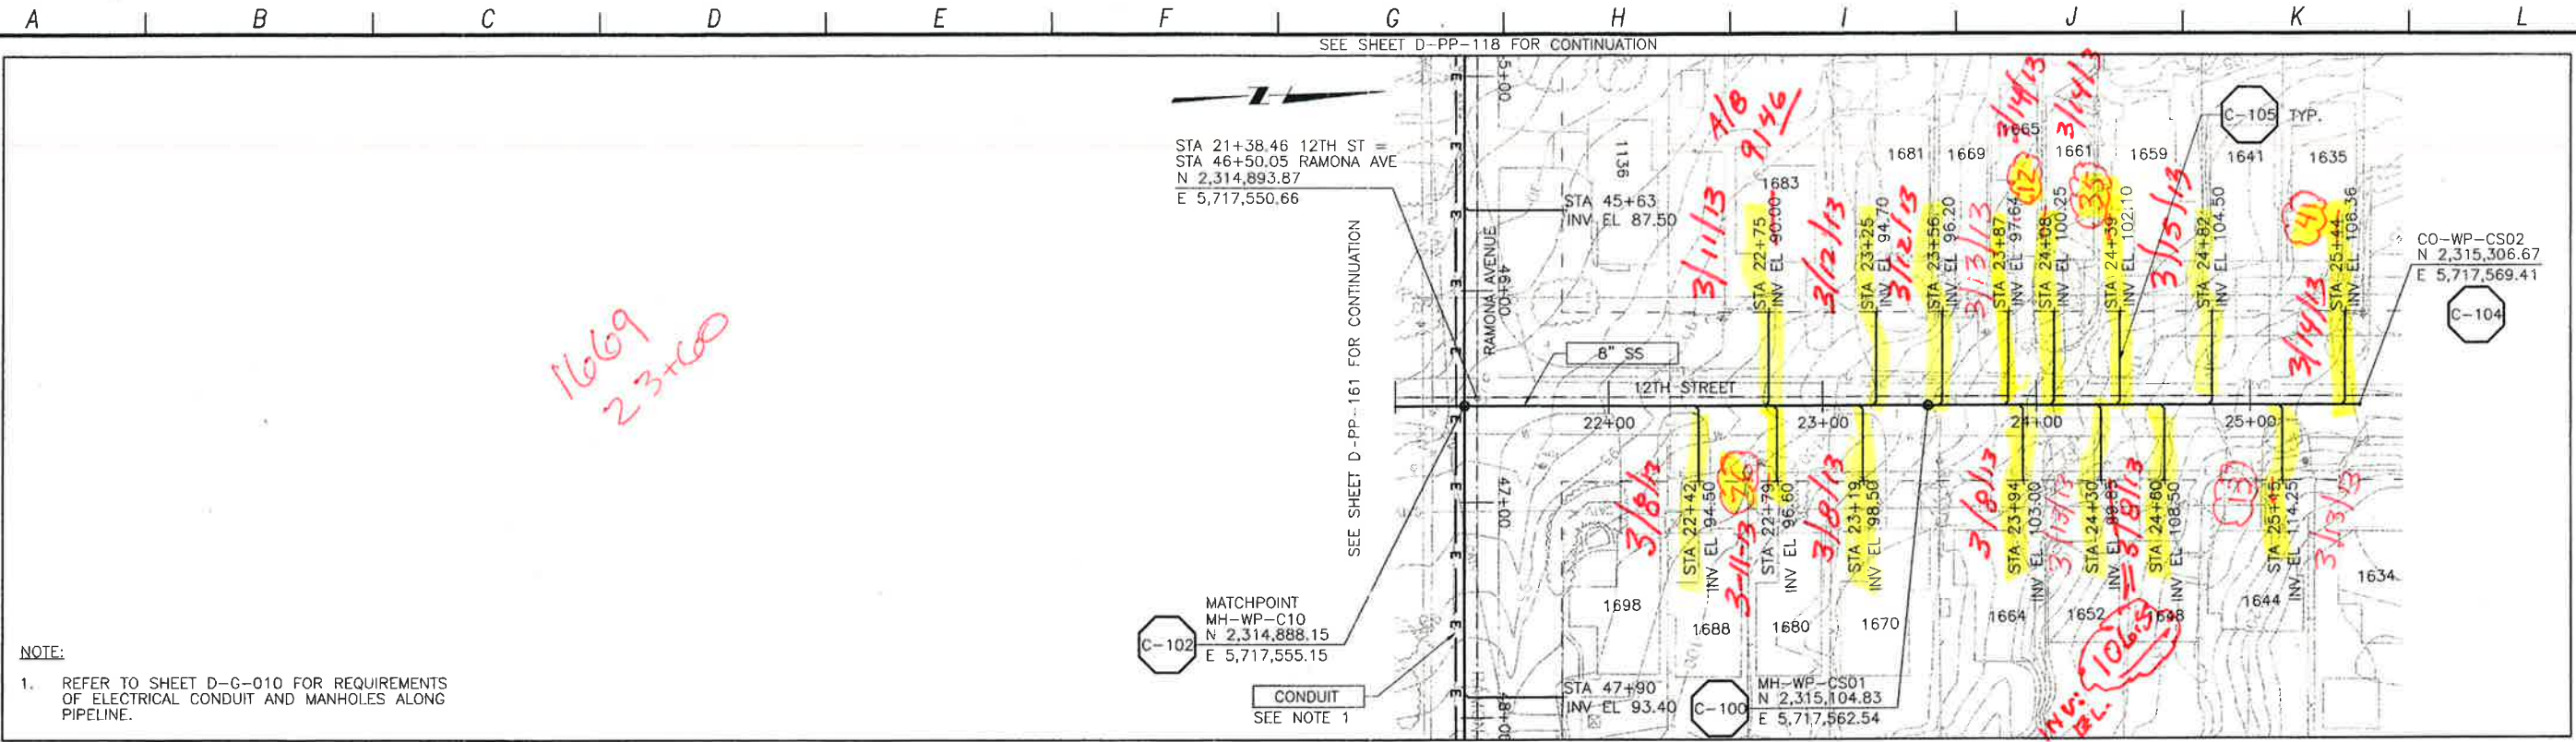 A B C D E F G H I J K L
SEE SHEET D-PP-118 FOR CONTINUATION
STA 21+38.46 12TH ST =
STA 46+50.05 RAMONA AVE
N 2,314,893.87
E 5,717,550.66
SEE SHEET D-PP-161 FOR CONTINUATION
5+00
RAMONA AVENUE
46+00
47+00
48+00
1136
STA 45+63
INV EL 87.50
A/B
91.46
1683
1681
1669
1665
1661
1659
1641
1635
C-105 TYP.
3/11/13
STA 22+75
INV EL 90.00
3/12/13
STA 23+25
INV EL 94.70
3/12/13
STA 23+56
INV EL 96.20
3/13/13
STA 23+87
INV EL 97.64
3/14/13
12
STA 24+08
INV EL 100.25
3/14/13
35
STA 24+39
INV EL 102.10
3/15/13
STA 24+82
INV EL 104.50
41
3/14/13
STA 25+44
INV EL 106.36
CO-WP-CS02
N 2,315,306.67
E 5,717,569.41
C-104
8" SS
12TH STREET
22+00
23+00
24+00
25+00
1669
23+60
3/8/13
STA 22+42
INV EL 94.50
3-11-13
STA 22+79
INV EL 96.60
3/8/13
STA 23+19
INV EL 98.50
3/8/13
STA 23+94
INV EL 103.00
3/13/13
STA 24+30
INV EL 89.85
3/8/13
STA 24+60
INV EL 108.50
13
STA 25+45
INV EL 114.25
3/13/13
1698
1688
1680
1670
1664
1652
1648
1644
1634
INV:
EL.
106.5
MATCHPOINT
MH-WP-C10
N 2,314,888.15
E 5,717,555.15
C-102
CONDUIT
SEE NOTE 1
STA 47+90
INV EL 93.40
C-100
MH-WP-CS01
N 2,315,104.83
E 5,717,562.54
NOTE:
1. REFER TO SHEET D-G-010 FOR REQUIREMENTS
OF ELECTRICAL CONDUIT AND MANHOLES ALONG
PIPELINE.